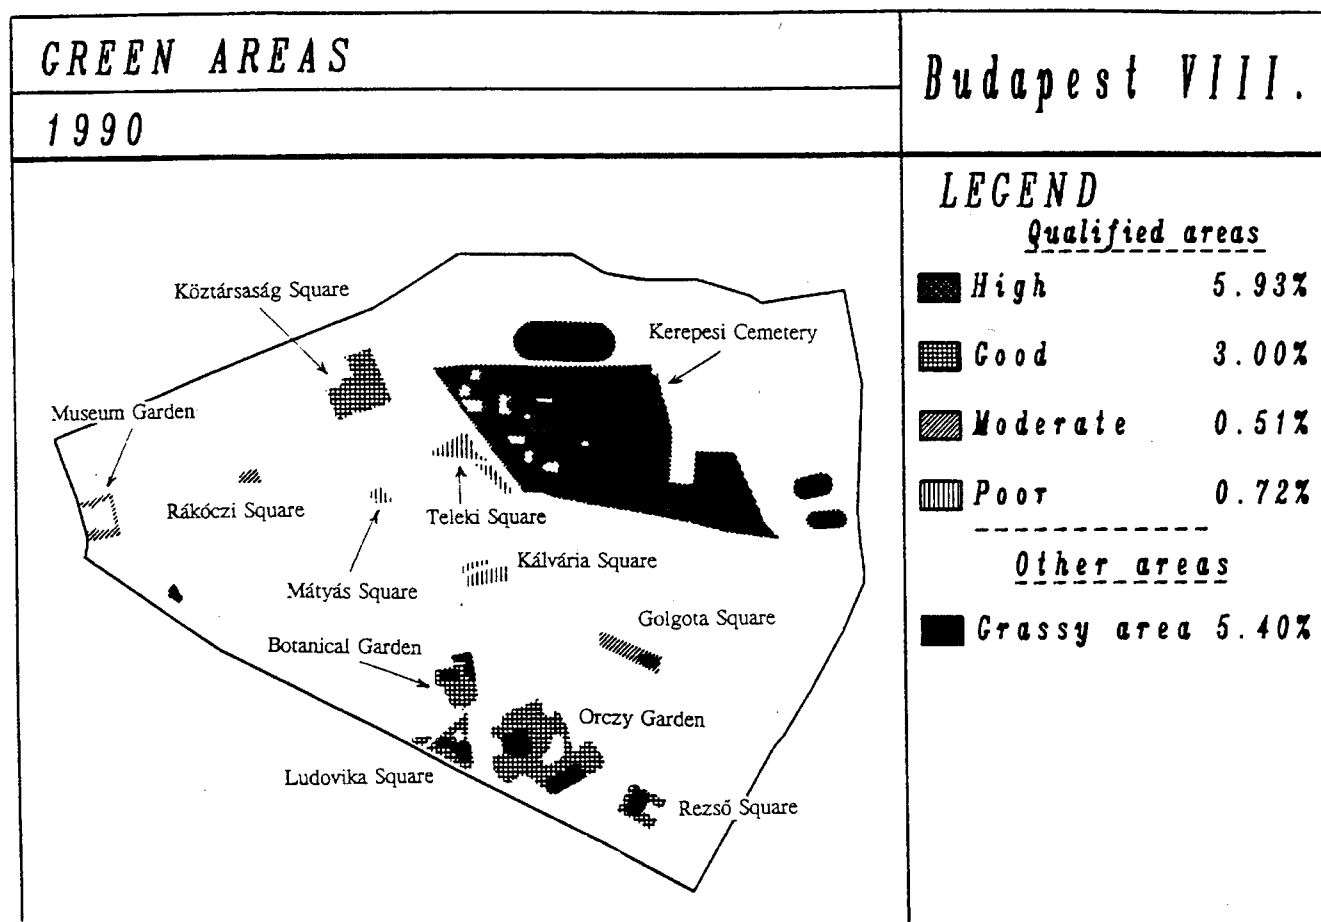 GREEN AREAS
1990
Budapest VIII.
LEGEND
Qualified areas
High 5.93%
Good 3.00%
Moderate 0.51%
Poor 0.72%
Other areas
Grassy area 5.40%
Köztársaság Square
Kerepesi Cemetery
Museum Garden
Rákóczi Square
Teleki Square
Mátyás Square
Kálvária Square
Golgota Square
Botanical Garden
Orczy Garden
Ludovika Square
Rezső Square